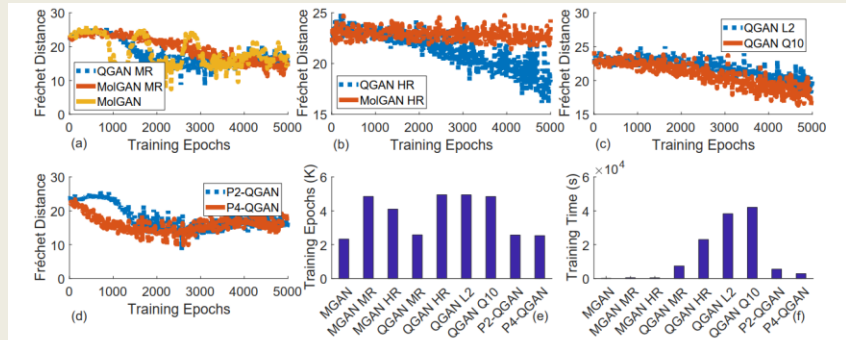 30
20
10
0
Fréchet Distance
QGAN MR
MolGAN MR
MolGAN
(a)
0 1000 2000 3000 4000 5000
Training Epochs
25
20
15
Fréchet Distance
QGAN HR
MolGAN HR
(b)
0 1000 2000 3000 4000 5000
Training Epochs
30
25
20
15
Fréchet Distance
QGAN L2
QGAN Q10
(c)
0 1000 2000 3000 4000 5000
Training Epochs
30
20
10
0
Fréchet Distance
P2-QGAN
P4-QGAN
(d)
0 1000 2000 3000 4000 5000
Training Epochs
6
4
2
0
Training Epochs (K)
MGAN
MGAN MR
MGAN HR
QGAN MR
QGAN HR
QGAN L2
QGAN Q10
P2-QGAN
P4-QGAN
(e)
×10⁴
6
4
2
0
Training Time (s)
MGAN
MGAN MR
MGAN HR
QGAN MR
QGAN HR
QGAN L2
QGAN Q10
P2-QGAN
P4-QGAN
(f)